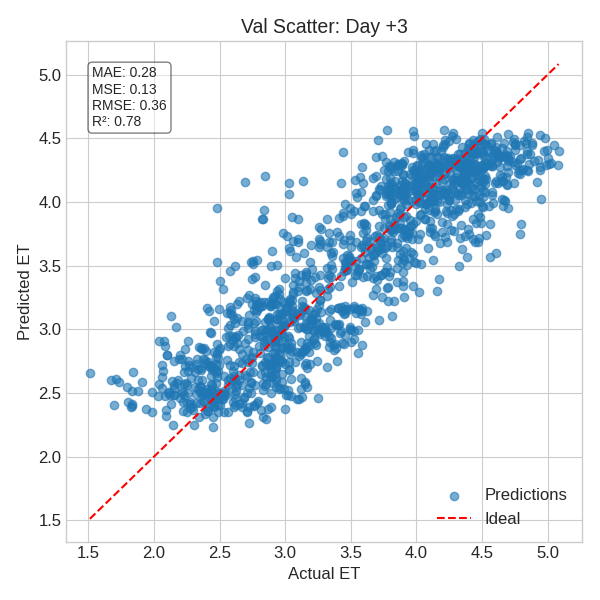 Val Scatter: Day +3
MAE: 0.28
MSE: 0.13
RMSE: 0.36
R²: 0.78
5.0
4.5
4.0
3.5
3.0
2.5
2.0
1.5
Predicted ET
Predictions
Ideal
1.5 2.0 2.5 3.0 3.5 4.0 4.5 5.0
Actual ET